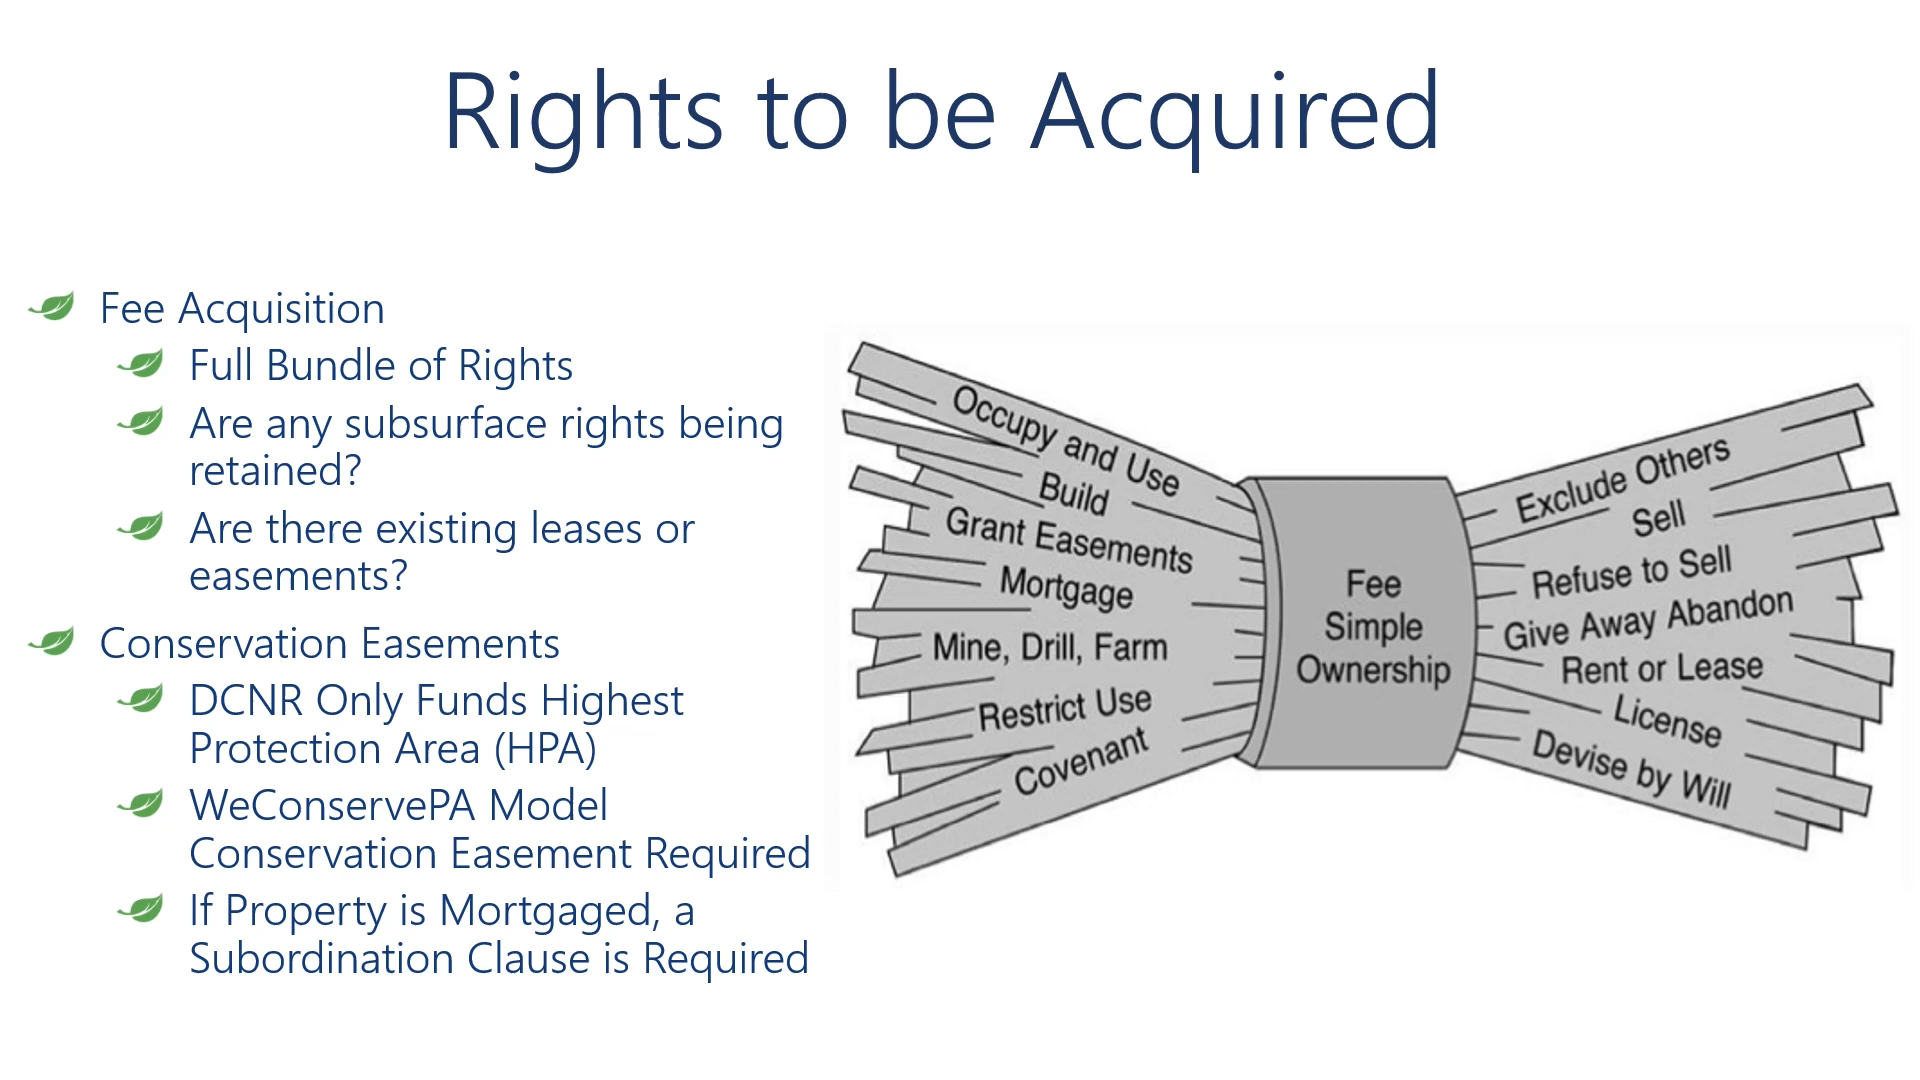 Rights to be Acquired
Fee Acquisition
Full Bundle of Rights
Are any subsurface rights being
retained?
Are there existing leases or
easements?
Conservation Easements
DCNR Only Funds Highest
Protection Area (HPA)
WeConservePA Model
Conservation Easement Required
If Property is Mortgaged, a
Subordination Clause is Required
Occupy and Use
Build
Grant Easements
Mortgage
Mine, Drill, Farm
Restrict Use
Covenant
Fee
Simple
Ownership
Exclude Others
Sell
Refuse to Sell
Give Away Abandon
Rent or Lease
License
Devise by Will